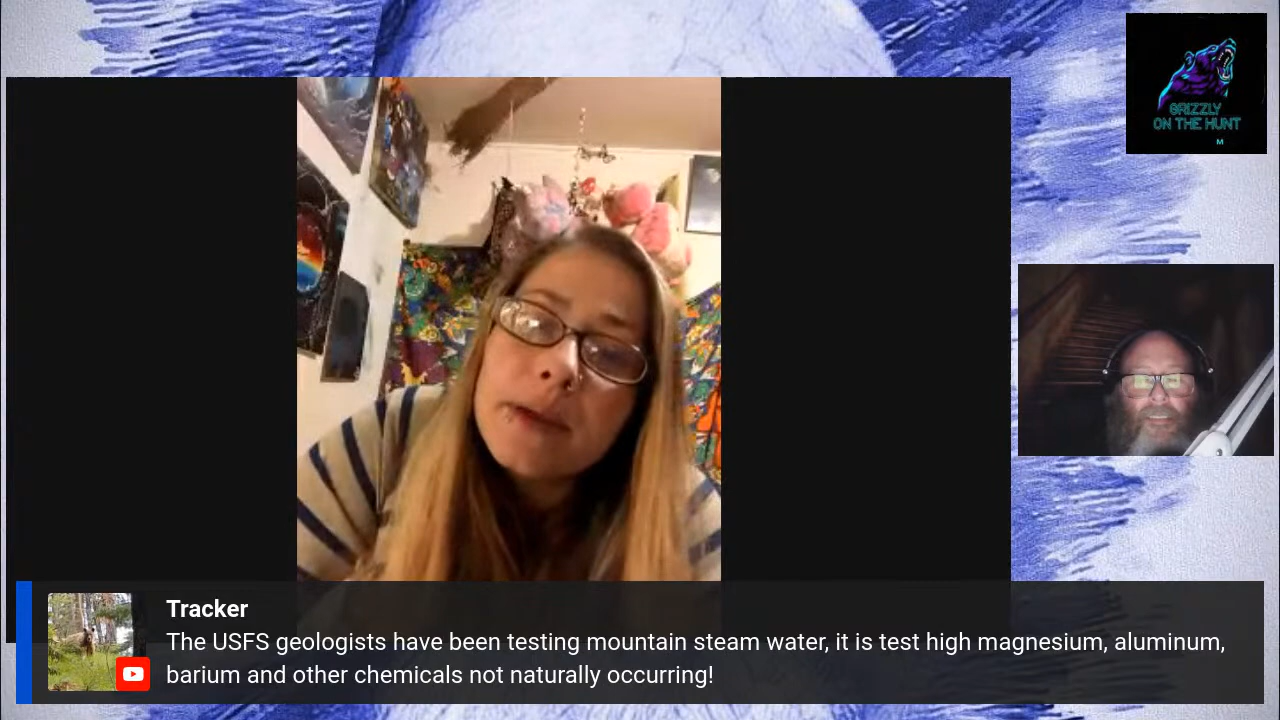 GRIZZLY
ON THE HUNT
M
Tracker
The USFS geologists have been testing mountain steam water, it is test high magnesium, aluminum,
barium and other chemicals not naturally occurring!